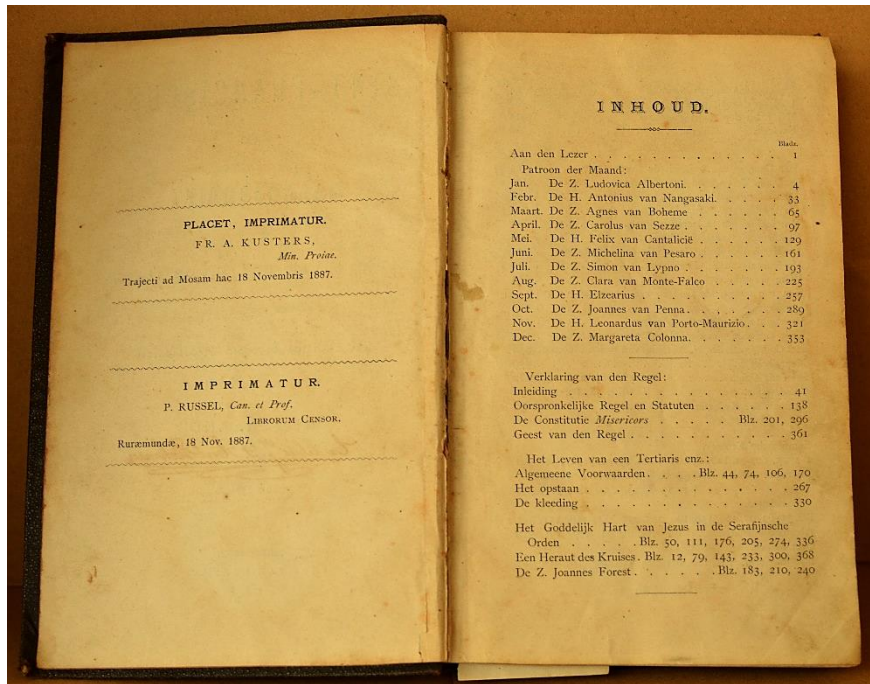 PLACET, IMPRIMATUR.
FR. A. KUSTERS,
Min. Proiae.
Trajecti ad Mosam hac 18 Novembris 1887.
IMPRIMATUR.
P. RUSSEL, Can. et Prof.
LIBRORUM CENSOR.
Ruræmundæ, 18 Nov. 1887.
INHOUD.
Bladz.
Aan den Lezer . . . . . . . . . . . . . 1
Patroon der Maand:
Jan. De Z. Ludovica Albertoni. . . . . . . 4
Febr. De H. Antonius van Nangasaki. . . . . 33
Maart. De Z. Agnes van Boheme . . . . . . 65
April. De Z. Carolus van Sezze . . . . . . 97
Mei. De H. Felix van Cantalicië . . . . . . 129
Juni. De Z. Michelina van Pesaro . . . . . . 161
Juli. De Z. Simon van Lypno . . . . . . . 193
Aug. De Z. Clara van Monte-Falco . . . . . 225
Sept. De H. Elzearius . . . . . . . . . 257
Oct. De Z. Joannes van Penna. . . . . . . 289
Nov. De H. Leonardus van Porto-Maurizio. . . 321
Dec. De Z. Margareta Colonna. . . . . . . 353
Verklaring van den Regel:
Inleiding . . . . . . . . . . . . . . 41
Oorspronkelijke Regel en Statuten . . . . . . 138
De Constitutie Misericors . . . . . Blz. 201, 296
Geest van den Regel . . . . . . . . . . . 361
Het Leven van een Tertiaris enz.:
Algemeene Voorwaarden. . . . Blz. 44, 74, 106, 170
Het opstaan . . . . . . . . . . . . . 267
De kleeding . . . . . . . . . . . . . 330
Het Goddelijk Hart van Jezus in de Serafijnsche
Orden . . . . . Blz. 50, 111, 176, 205, 274, 336
Een Heraut des Kruises. Blz. 12, 79, 143, 233, 300, 368
De Z. Joannes Forest. . . . . . Blz. 183, 210, 240